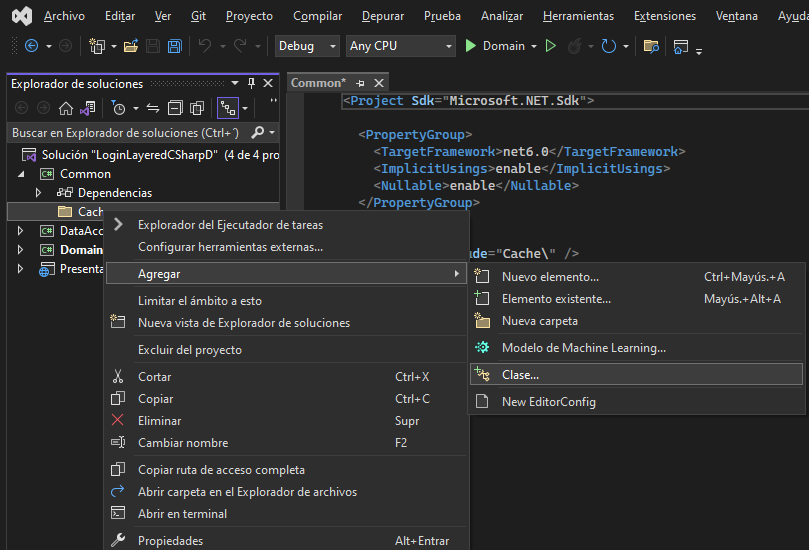 Archivo Editar Ver Git Proyecto Compilar Depurar Prueba Analizar Herramientas Extensiones Ventana Ayuda
Debug Any CPU Domain
Explorador de soluciones
Buscar en Explorador de soluciones (Ctrl+´)
Solución "LoginLayeredCSharpD" (4 de 4 pro
Common
Dependencias
Cach
DataAcc
Domain
Presenta
Common*
<Project Sdk="Microsoft.NET.Sdk">
<PropertyGroup>
<TargetFramework>net6.0</TargetFramework>
<ImplicitUsings>enable</ImplicitUsings>
<Nullable>enable</Nullable>
</PropertyGroup>
ude="Cache\" />
Explorador del Ejecutador de tareas
Configurar herramientas externas...
Agregar
Limitar el ámbito a esto
Nueva vista de Explorador de soluciones
Excluir del proyecto
Cortar Ctrl+X
Copiar Ctrl+C
Eliminar Supr
Cambiar nombre F2
Copiar ruta de acceso completa
Abrir carpeta en el Explorador de archivos
Abrir en terminal
Propiedades Alt+Entrar
Nuevo elemento... Ctrl+Mayús.+A
Elemento existente... Mayús.+Alt+A
Nueva carpeta
Modelo de Machine Learning...
Clase...
New EditorConfig